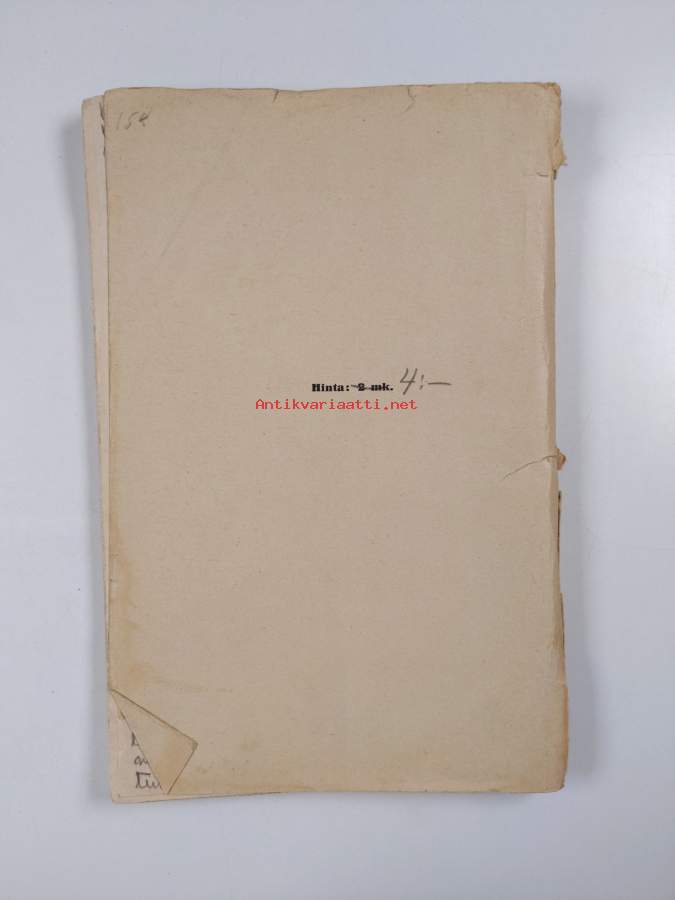 154
Hinta: 2 mk. 4:—
Antikvariaatti.net